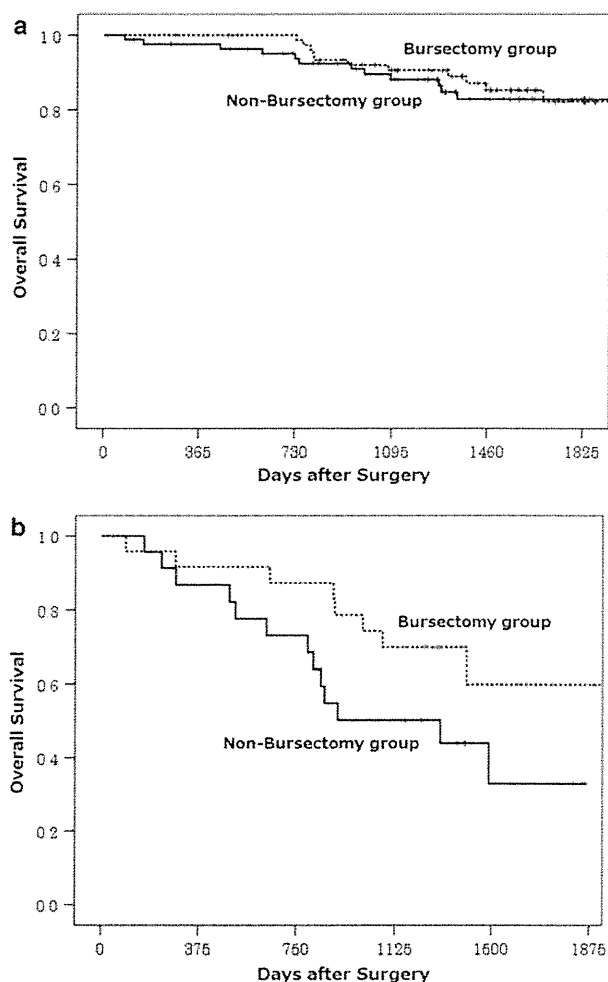 a
1 0
0 8
0 6
0 4
0.2
0 0
Overall Survival
Bursectomy group
Non-Bursectomy group
0 365 730 1095 1460 1825
Days after Surgery
b
1 0
0.8
0 6
0 4
0 2
0 0
Overall Survival
Bursectomy group
Non-Bursectomy group
0 375 750 1125 1600 1875
Days after Surgery